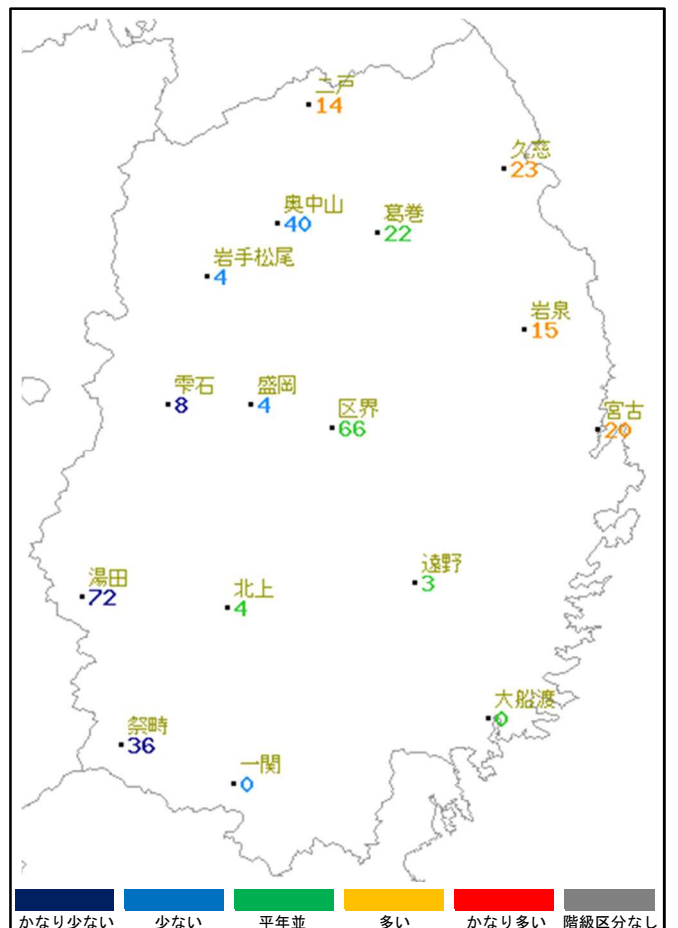 二戸
14
久慈
23
奥中山
40
葛巻
22
岩手松尾
4
岩泉
15
雫石
8
盛岡
4
区界
66
宮古
20
湯田
72
北上
4
遠野
3
大船渡
0
祭畤
36
一関
0
かなり少ない 少ない 平年並 多い かなり多い 階級区分なし